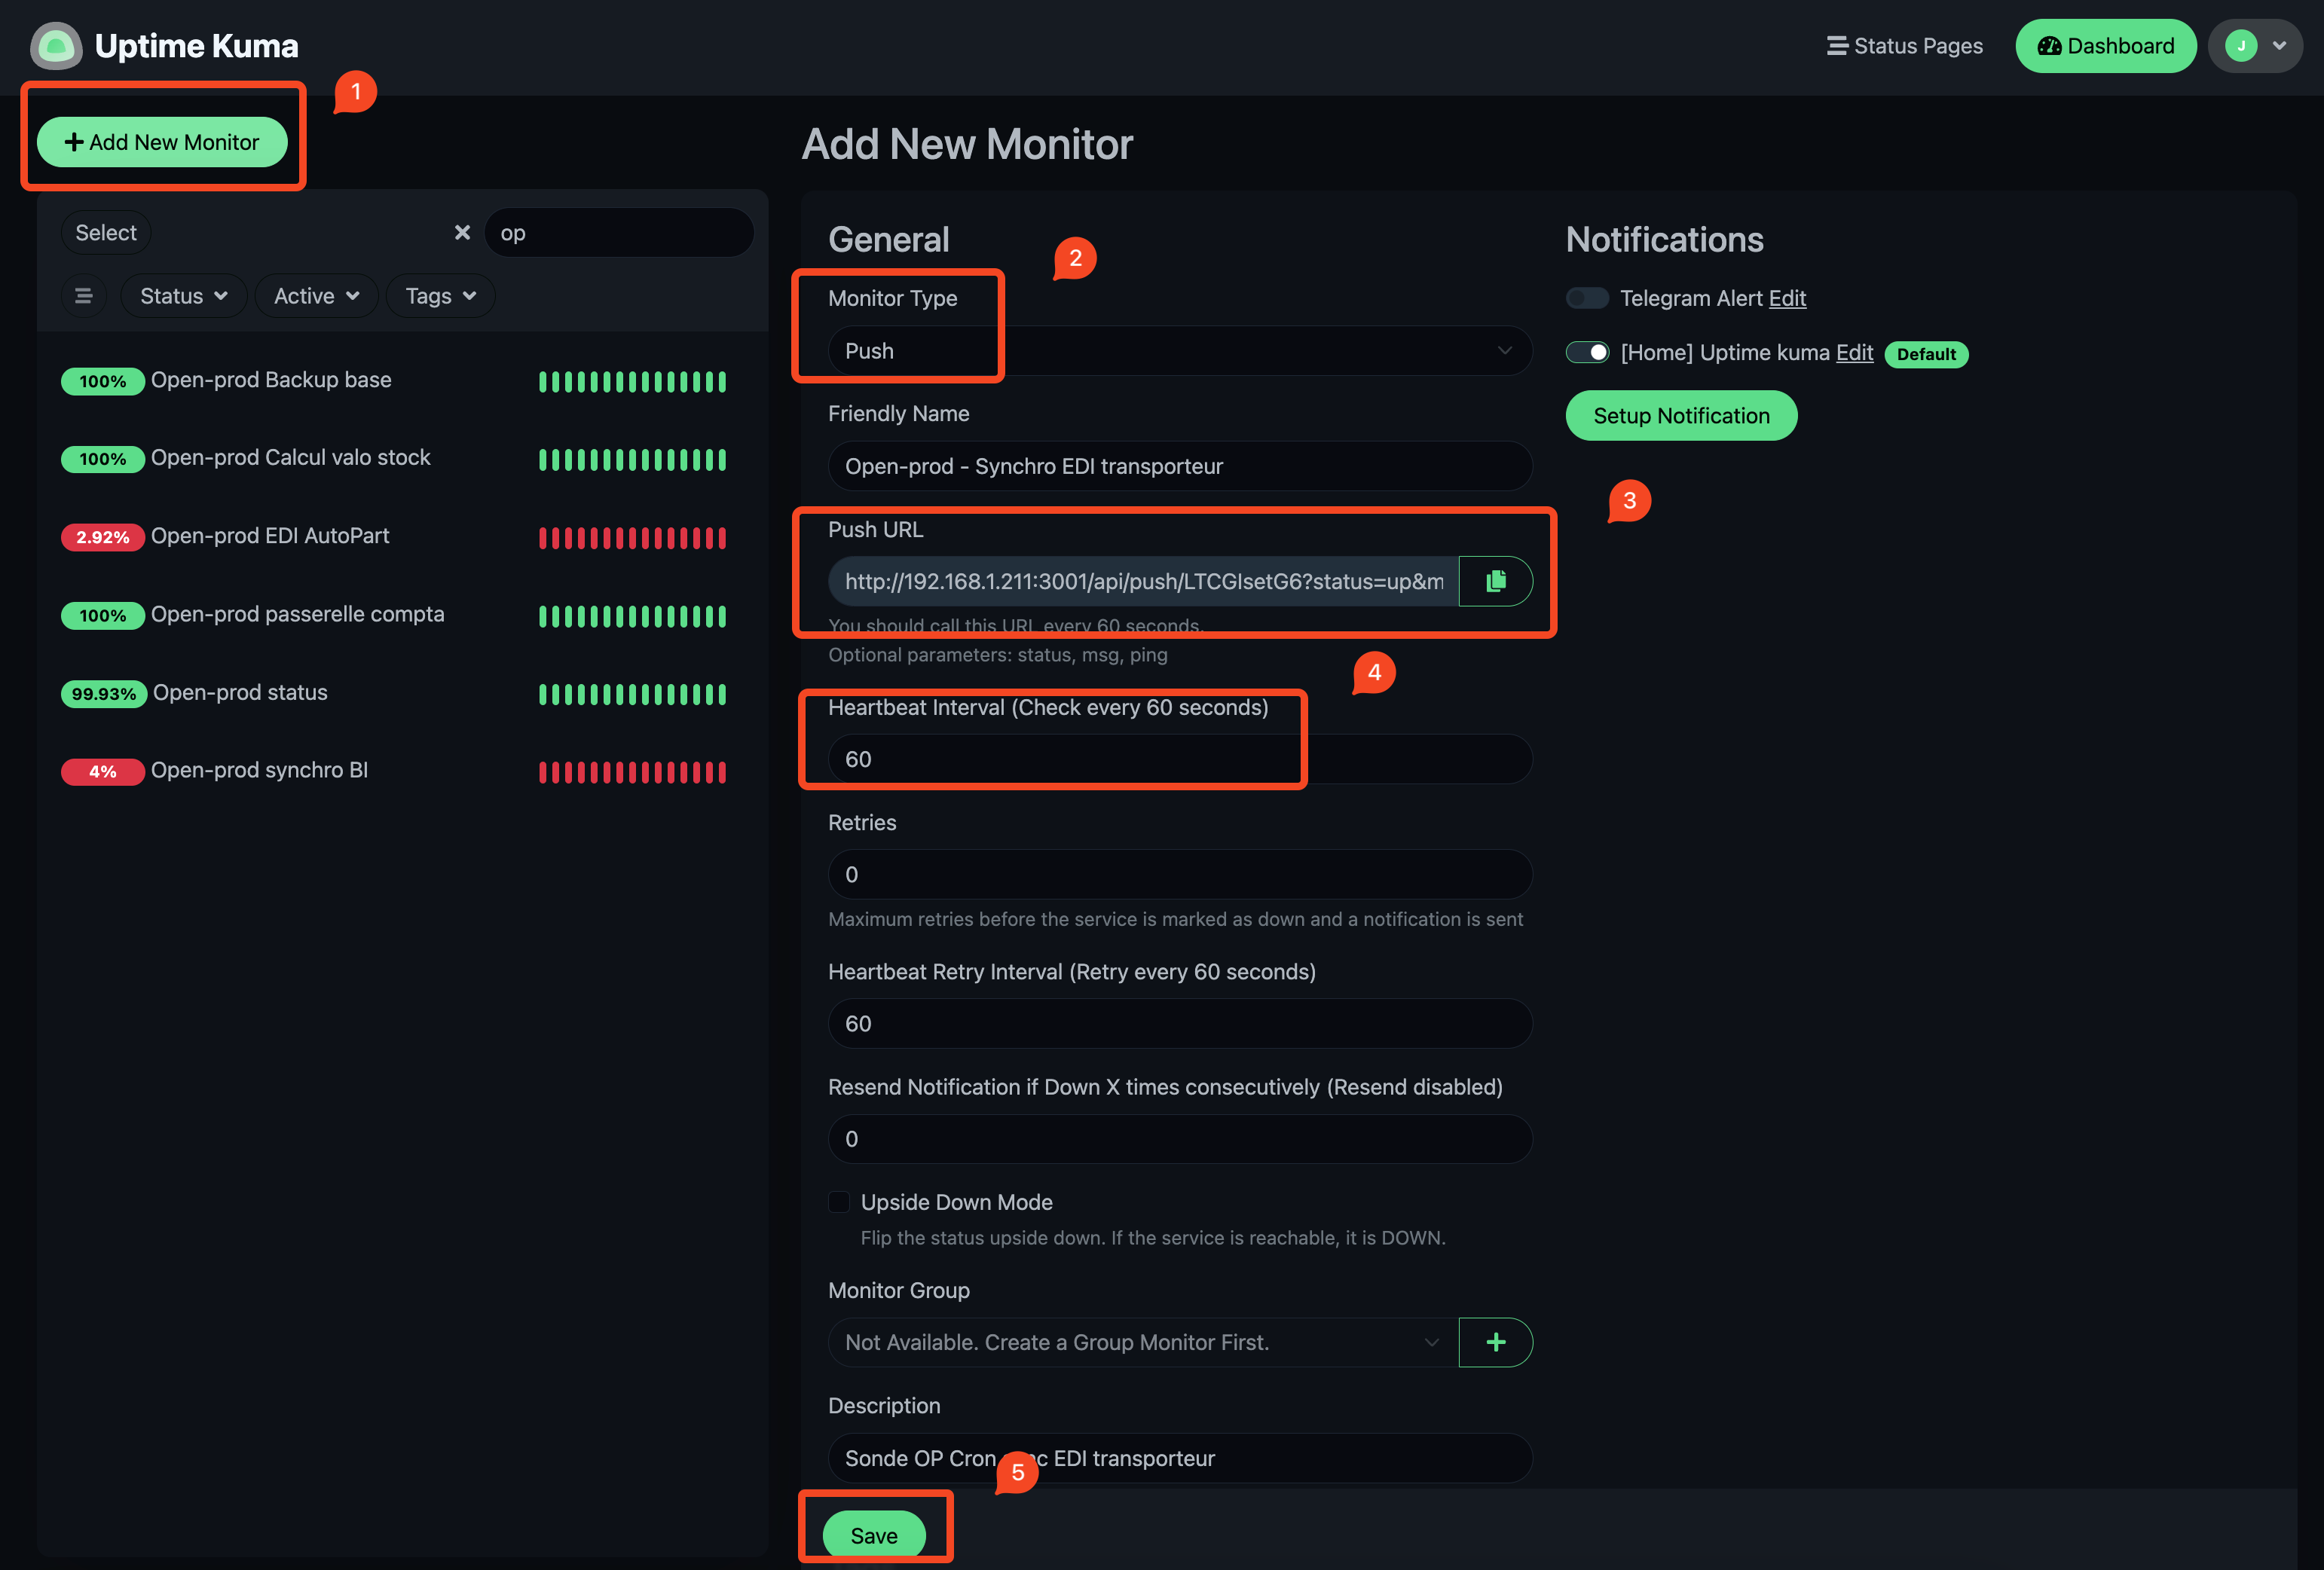 Uptime Kuma
Status Pages
Dashboard
J
1
+ Add New Monitor
Add New Monitor
Select
op
Status
Active
Tags
100% Open-prod Backup base
100% Open-prod Calcul valo stock
2.92% Open-prod EDI AutoPart
100% Open-prod passerelle compta
99.93% Open-prod status
4% Open-prod synchro BI
General
2
Monitor Type
Push
Friendly Name
Open-prod - Synchro EDI transporteur
3
Push URL
http://192.168.1.211:3001/api/push/LTCGlsetG6?status=up&m
You should call this URL every 60 seconds.
Optional parameters: status, msg, ping
4
Heartbeat Interval (Check every 60 seconds)
60
Retries
0
Maximum retries before the service is marked as down and a notification is sent
Heartbeat Retry Interval (Retry every 60 seconds)
60
Resend Notification if Down X times consecutively (Resend disabled)
0
Upside Down Mode
Flip the status upside down. If the service is reachable, it is DOWN.
Monitor Group
Not Available. Create a Group Monitor First.
Description
Sonde OP Cron EDI transporteur
5
Save
Notifications
Telegram Alert Edit
[Home] Uptime kuma Edit Default
Setup Notification